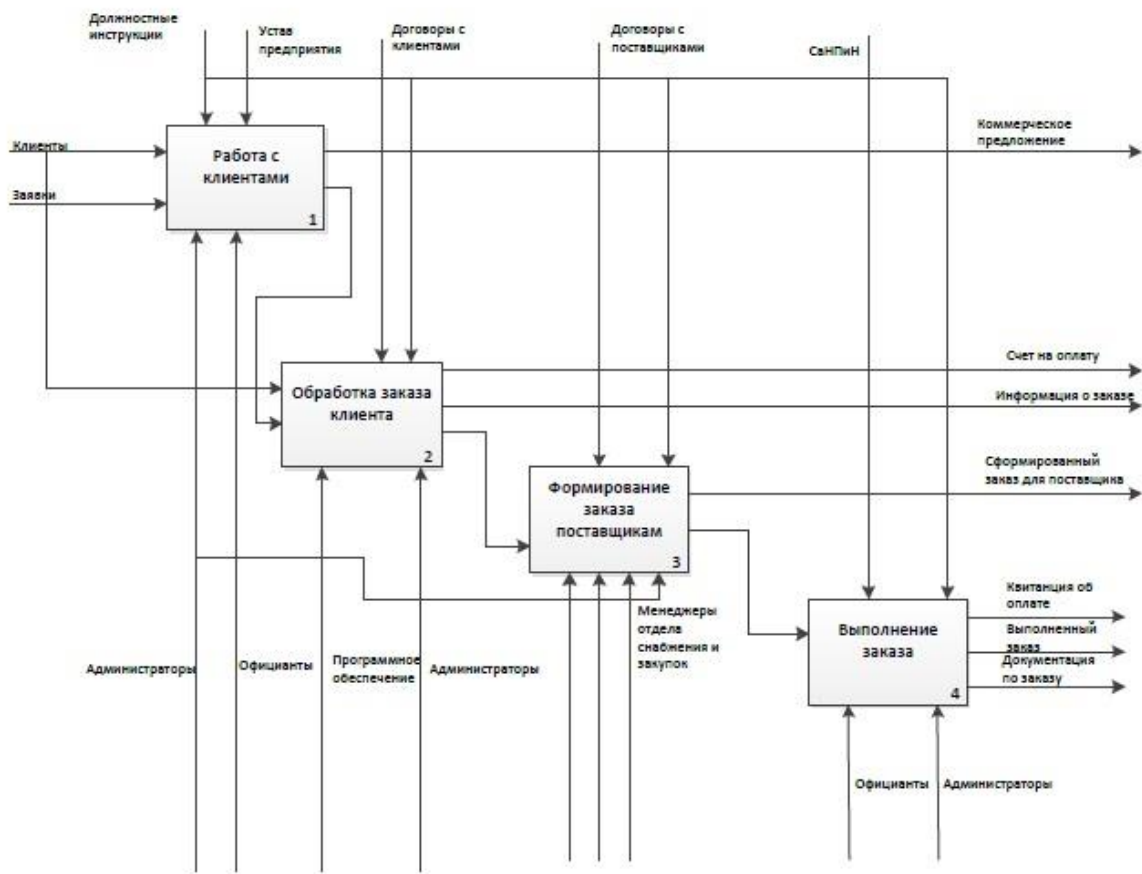 Должностные
инструкции
Устав
предприятия
Договоры с
клиентами
Договоры с
поставщиками
СаНПиН
Клиенты
Заявки
Работа с
клиентами
1
Коммерческое
предложение
Обработка заказа
клиента
2
Счет на оплату
Информация о заказе
Формирование
заказа
поставщикам
3
Сформированный
заказ для поставщика
Выполнение
заказа
4
Квитанция об
оплате
Выполненный
заказ
Документация
по заказу
Администраторы
Официанты
Программное
обеспечение
Администраторы
Менеджеры
отдела
снабжения и
закупок
Официанты
Администраторы